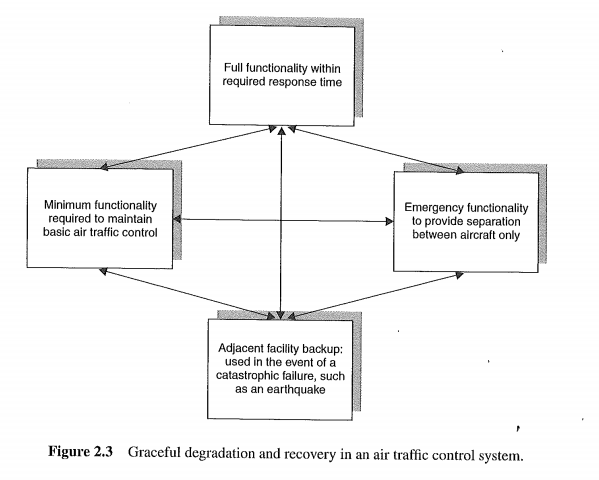 Full functionality within
required response time
Minimum functionality
required to maintain
basic air traffic control
Emergency functionality
to provide separation
between aircraft only
Adjacent facility backup:
used in the event of a
catastrophic failure, such
as an earthquake
Figure 2.3 Graceful degradation and recovery in an air traffic control system.